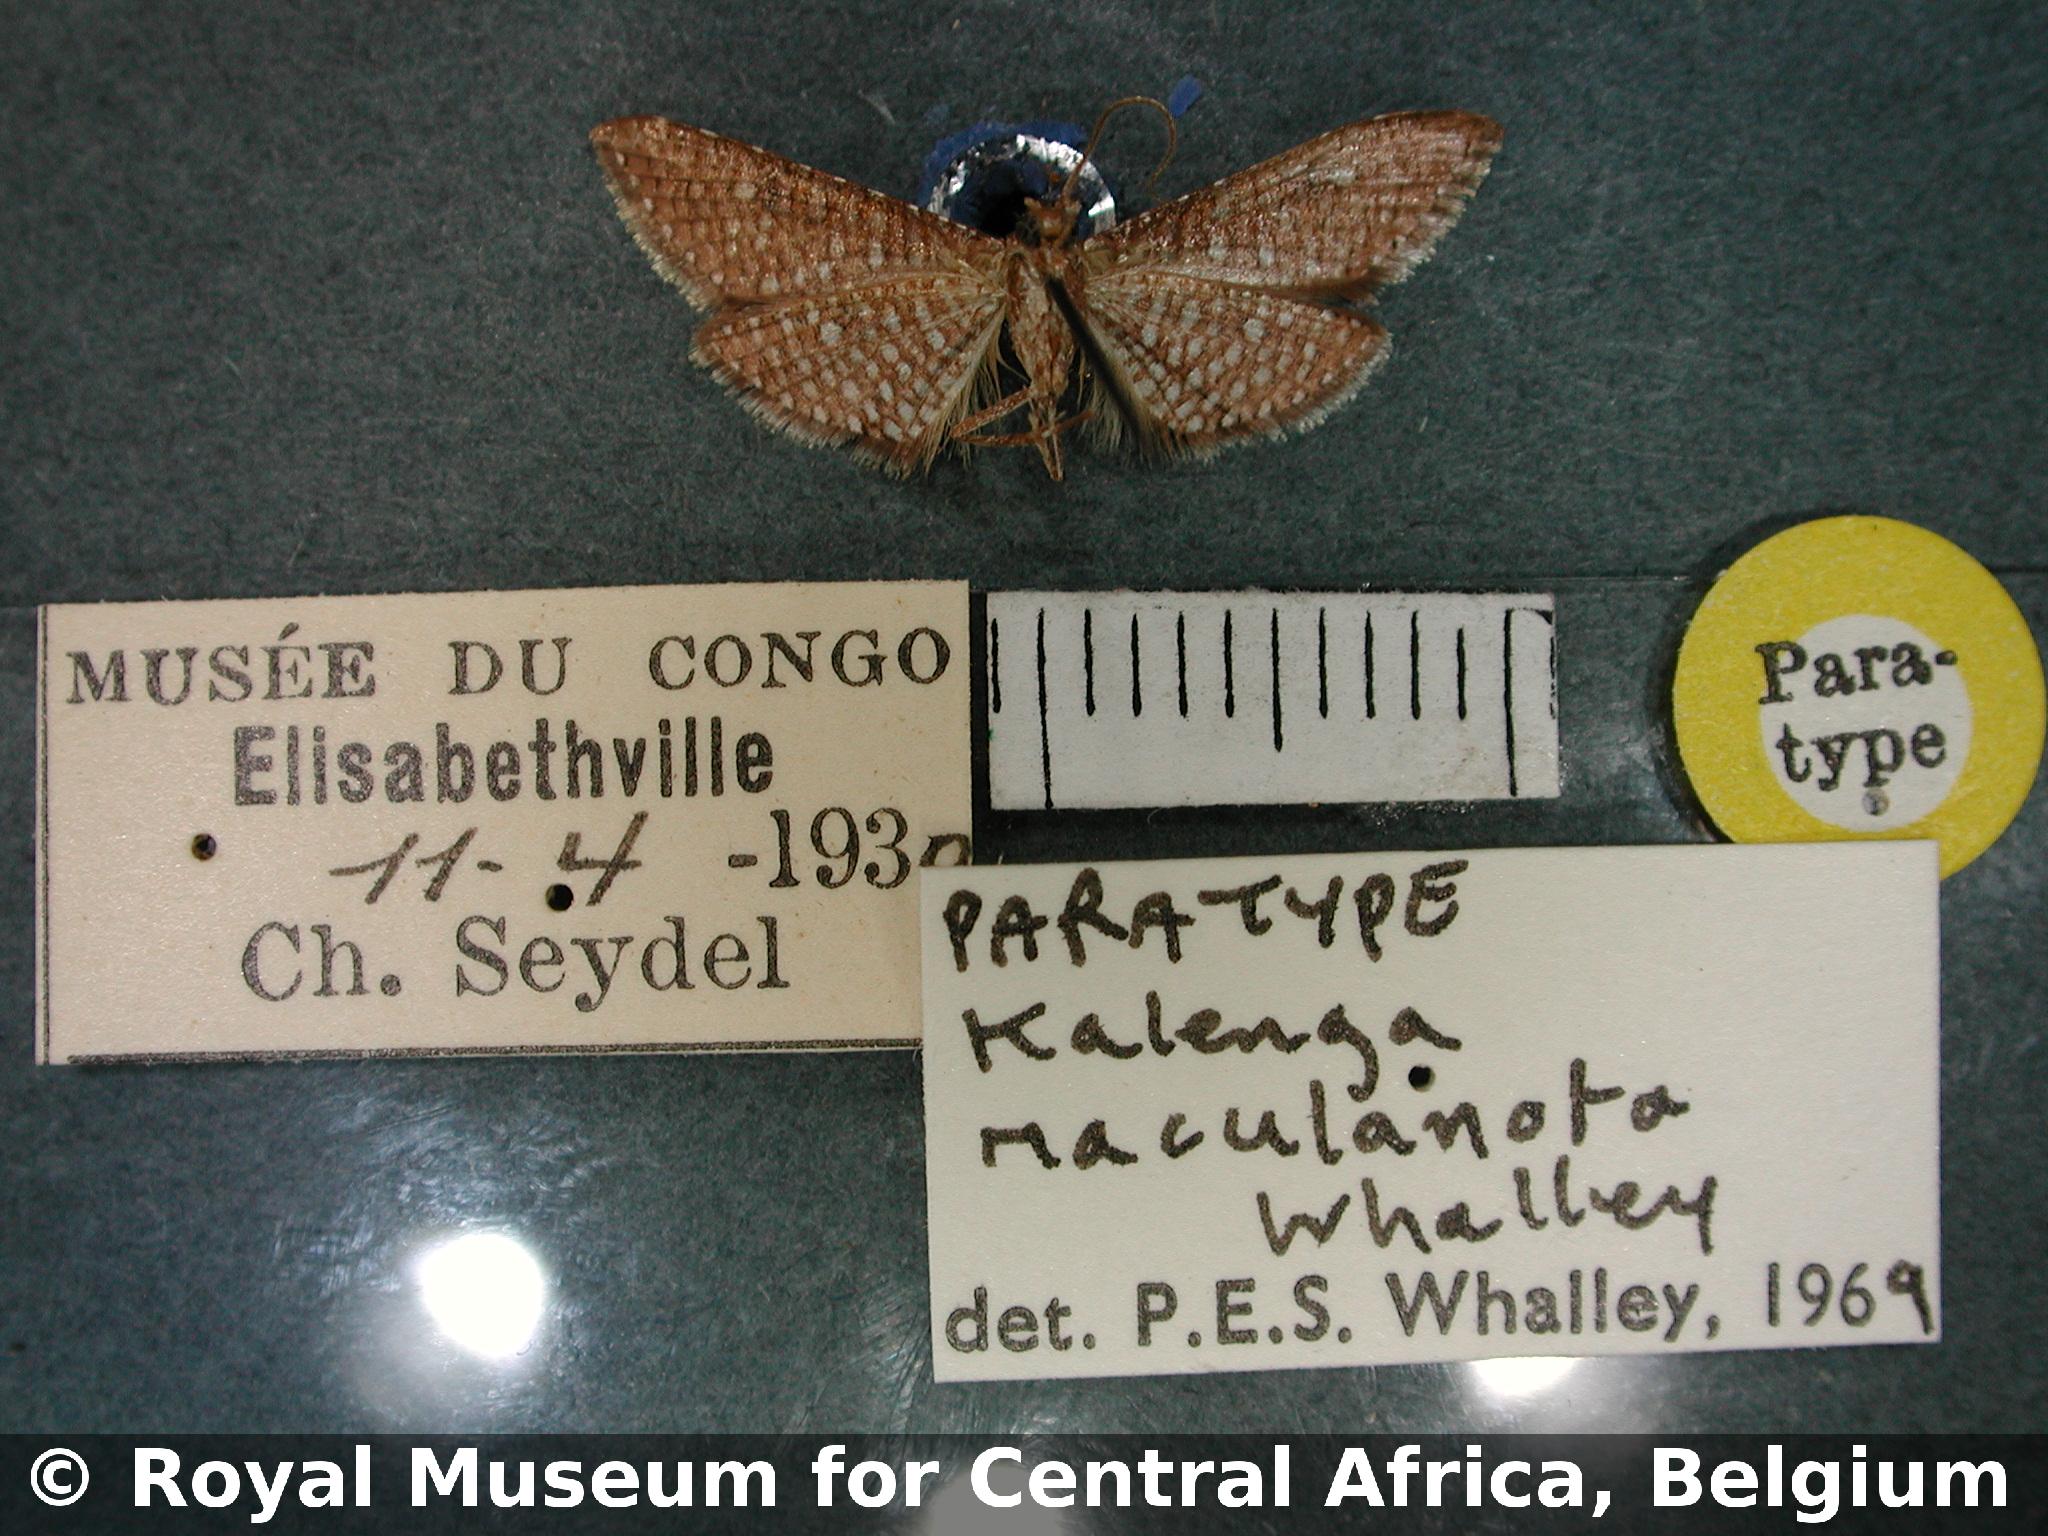 MUSÉE DU CONGO
Elisabethville
11-4-1930
Ch. Seydel
Para-
type
PARATYPE
Kalenga
maculanota
Whalley
det. P.E.S. Whalley, 1969
© Royal Museum for Central Africa, Belgium